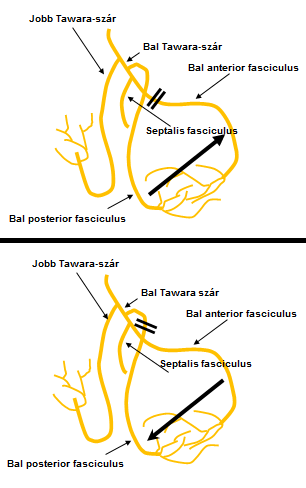 Jobb Tawara-szár
Bal Tawara-szár
Bal anterior fasciculus
Septalis fasciculus
Bal posterior fasciculus
Jobb Tawara-szár
Bal Tawara szár
Bal anterior fasciculus
Septalis fasciculus
Bal posterior fasciculus